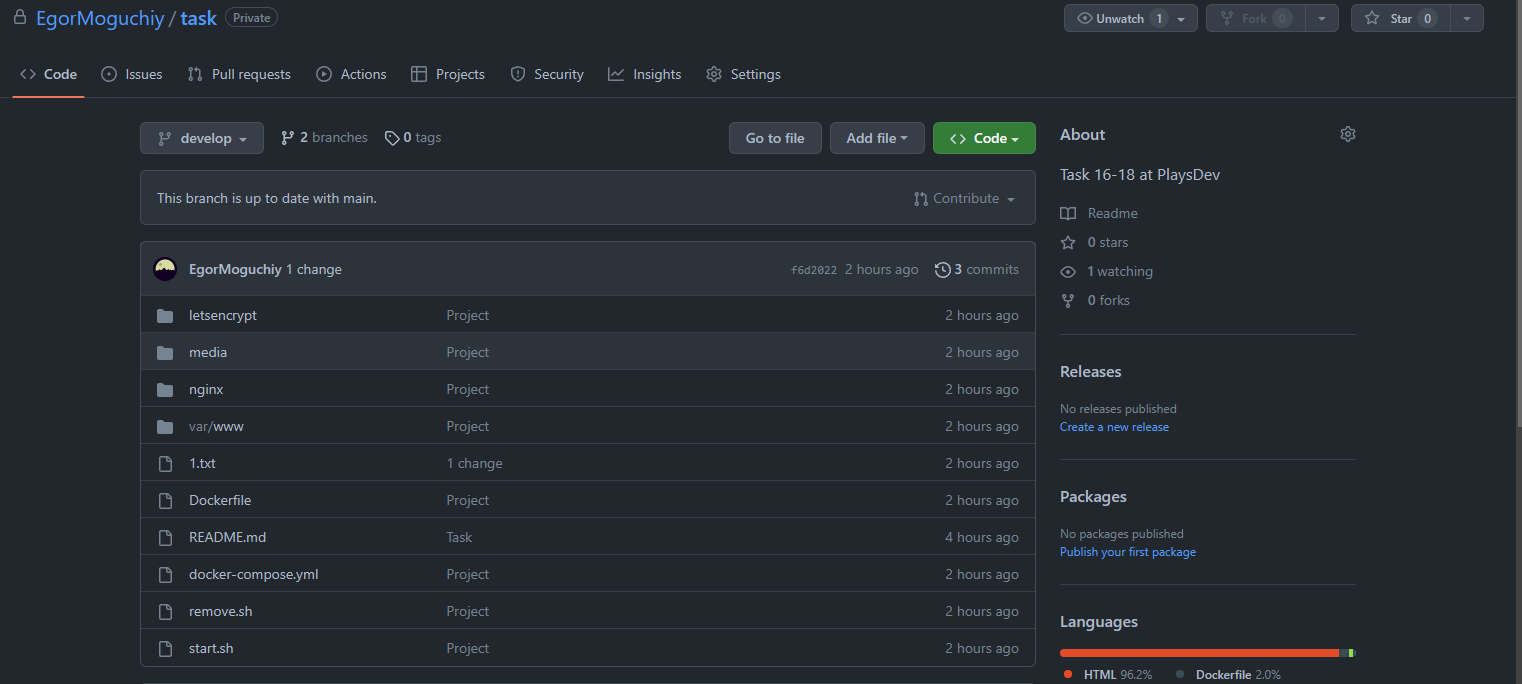 EgorMoguchiy / task Private Unwatch 1 Fork 0 Star 0
Code Issues Pull requests Actions Projects Security Insights Settings
develop 2 branches 0 tags Go to file Add file Code
This branch is up to date with main. Contribute
EgorMoguchiy 1 change f6d2022 2 hours ago 3 commits
letsencrypt Project 2 hours ago
media Project 2 hours ago
nginx Project 2 hours ago
var/www Project 2 hours ago
1.txt 1 change 2 hours ago
Dockerfile Project 2 hours ago
README.md Task 4 hours ago
docker-compose.yml Project 2 hours ago
remove.sh Project 2 hours ago
start.sh Project 2 hours ago
About
Task 16-18 at PlaysDev
Readme
0 stars
1 watching
0 forks
Releases
No releases published
Create a new release
Packages
No packages published
Publish your first package
Languages
HTML 96.2% Dockerfile 2.0%